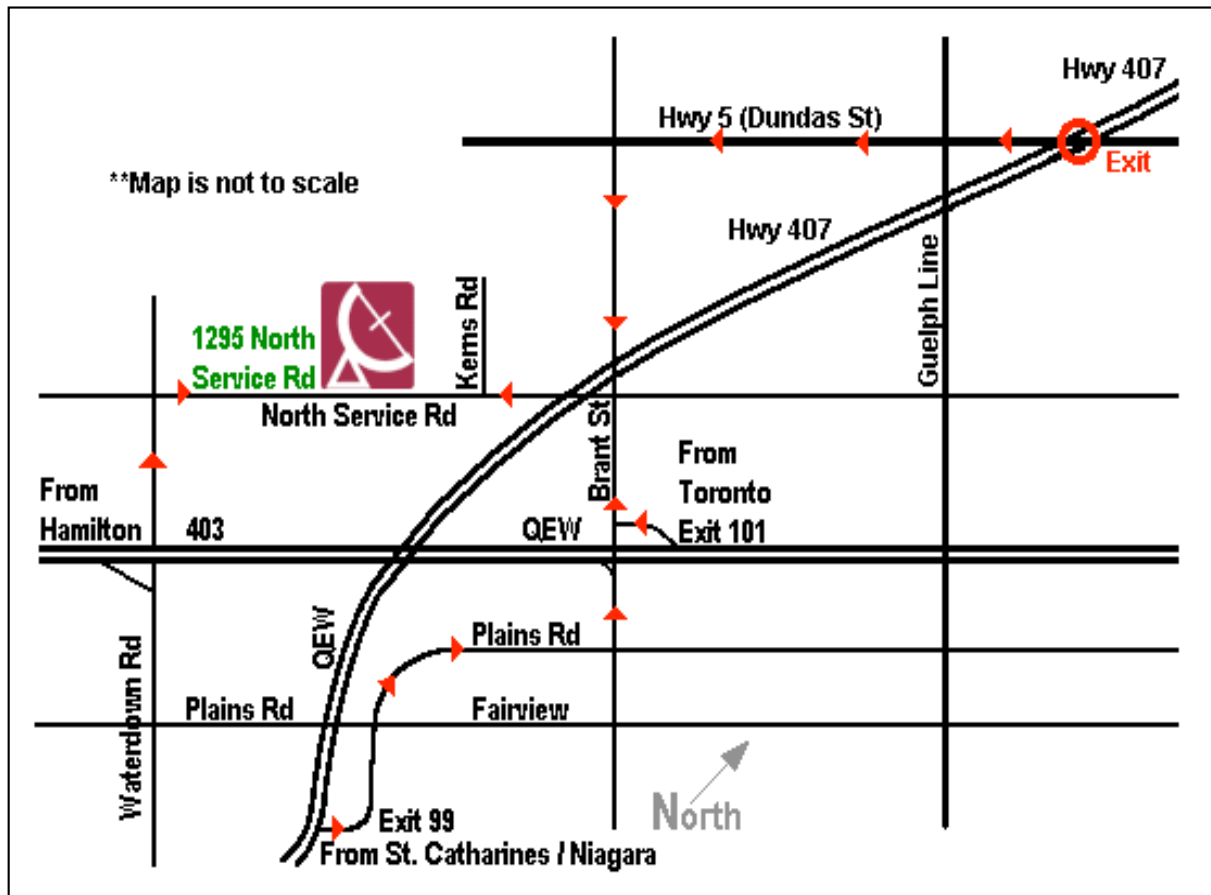 Hwy 407
Hwy 5 (Dundas St)
Exit
**Map is not to scale
Hwy 407
Guelph Line
Kerns Rd
1295 North
Service Rd
North Service Rd
Brant St
From
Toronto
Exit 101
From
Hamilton
403
QEW
QEW
Plains Rd
Waterdown Rd
Plains Rd
Fairview
North
Exit 99
From St. Catharines / Niagara